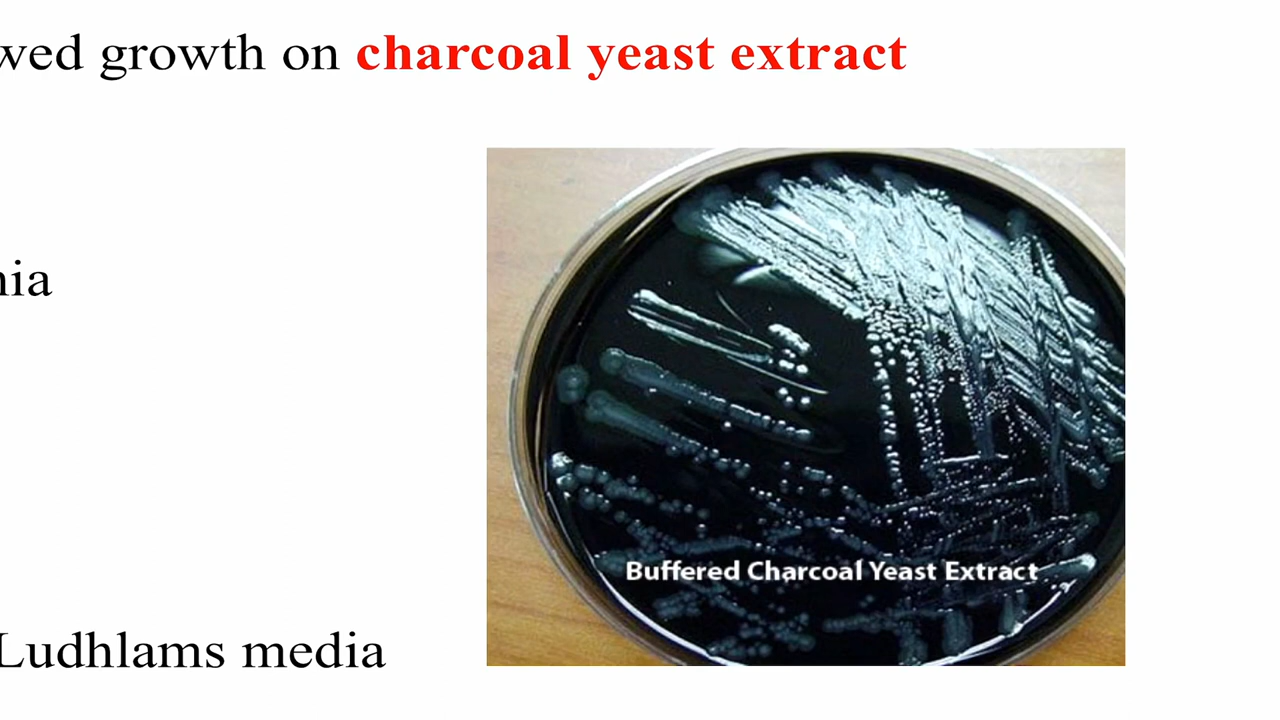 wed growth on charcoal yeast extract
nia
Buffered Charcoal Yeast Extract
Ludhlams media